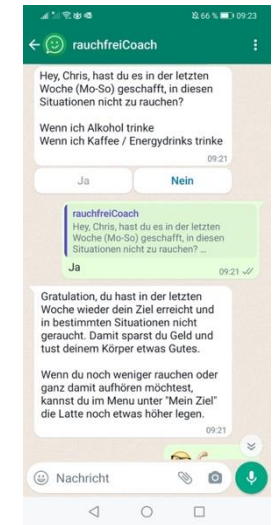 66 % 09:23
rauchfreiCoach
Hey, Chris, hast du es in der letzten
Woche (Mo-So) geschafft, in diesen
Situationen nicht zu rauchen?
Wenn ich Alkohol trinke
Wenn ich Kaffee / Energydrinks trinke
09:21
Ja
Nein
rauchfreiCoach
Hey, Chris, hast du es in der letzten
Woche (Mo-So) geschafft, in diesen
Situationen nicht zu rauchen? ...
Ja
09:21
Gratulation, du hast in der letzten
Woche wieder dein Ziel erreicht und
in bestimmten Situationen nicht
geraucht. Damit sparst du Geld und
tust deinem Körper etwas Gutes.
Wenn du noch weniger rauchen oder
ganz damit aufhören möchtest,
kannst du im Menu unter "Mein Ziel"
die Latte noch etwas höher legen.
09:21
Nachricht